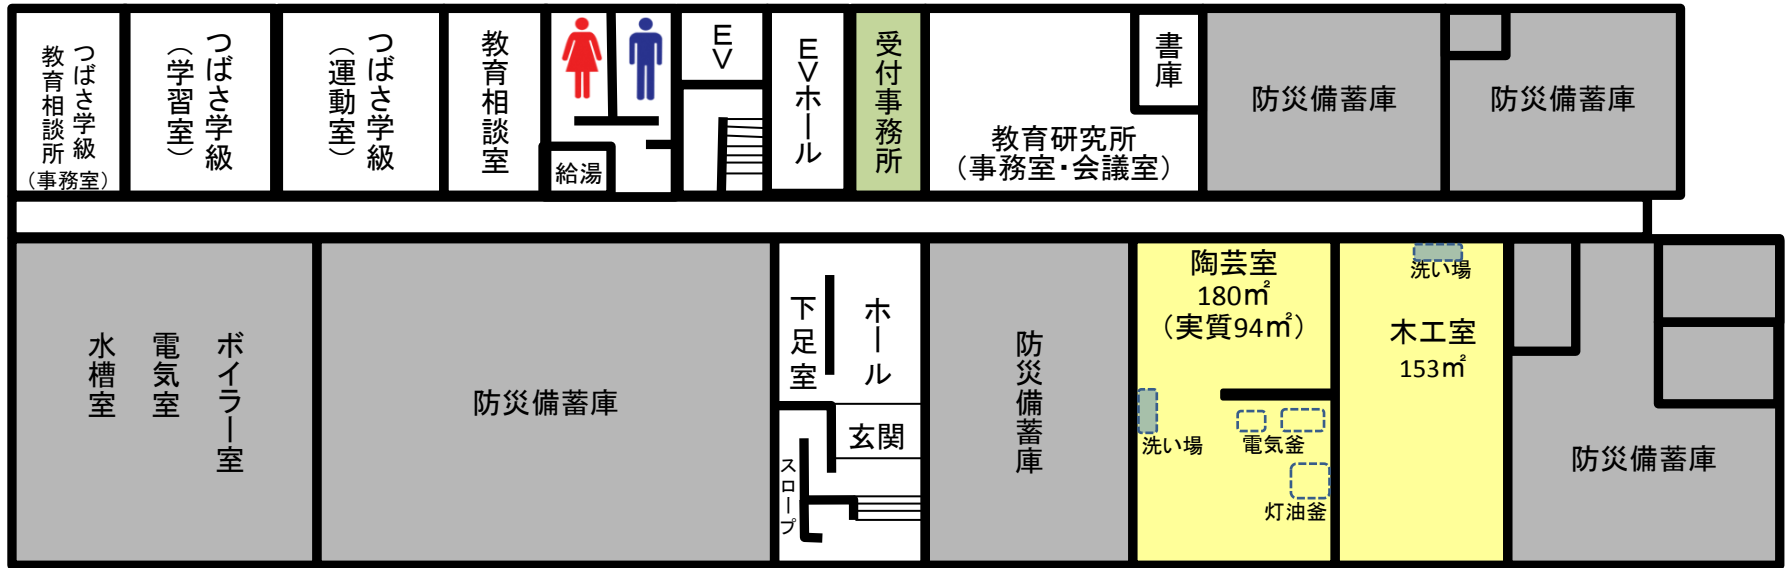 つばさ学級
教育相談所
（事務室）
つばさ学級
（学習室）
つばさ学級
（運動室）
教育相談室
給湯
EV
EVホール
受付事務所
教育研究所
（事務室・会議室）
書庫
防災備蓄庫
防災備蓄庫
ボイラー室
電気室
水槽室
防災備蓄庫
下足室
ホール
玄関
スロープ
防災備蓄庫
陶芸室
180㎡
（実質94㎡）
洗い場
電気釜
灯油釜
洗い場
木工室
153㎡
防災備蓄庫